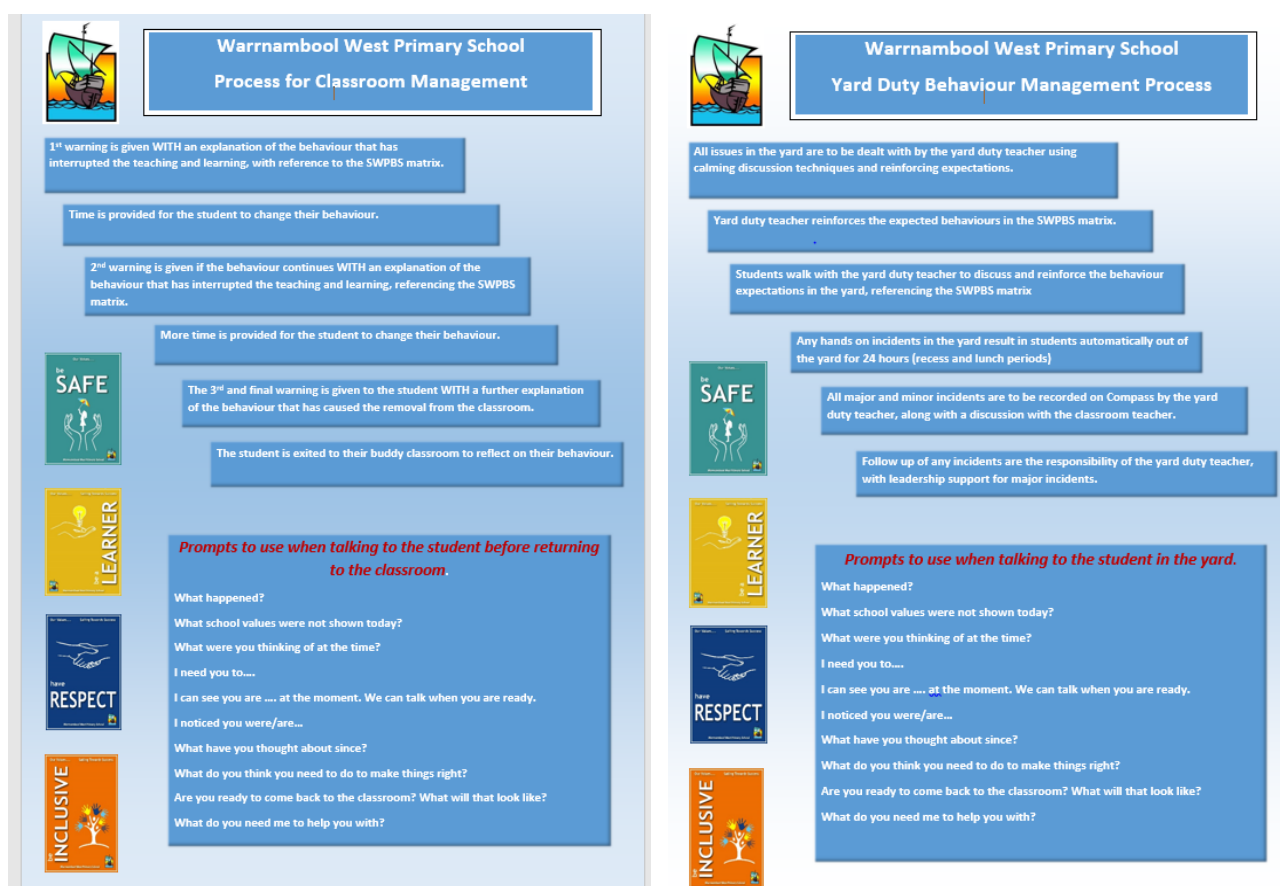 Warrnambool West Primary School
Process for Classroom Management
1st warning is given WITH an explanation of the behaviour that has
interrupted the teaching and learning, with reference to the SWPBS matrix.
Time is provided for the student to change their behaviour.
2nd warning is given if the behaviour continues WITH an explanation of the
behaviour that has interrupted the teaching and learning, referencing the SWPBS
matrix.
More time is provided for the student to change their behaviour.
The 3rd and final warning is given to the student WITH a further explanation
of the behaviour that has caused the removal from the classroom.
The student is exited to their buddy classroom to reflect on their behaviour.
be
SAFE
be a
LEARNER
have
RESPECT
be
INCLUSIVE
Prompts to use when talking to the student before returning
to the classroom.
What happened?
What school values were not shown today?
What were you thinking of at the time?
I need you to….
I can see you are …. at the moment. We can talk when you are ready.
I noticed you were/are…
What have you thought about since?
What do you think you need to do to make things right?
Are you ready to come back to the classroom? What will that look like?
What do you need me to help you with?
Warrnambool West Primary School
Yard Duty Behaviour Management Process
All issues in the yard are to be dealt with by the yard duty teacher using
calming discussion techniques and reinforcing expectations.
Yard duty teacher reinforces the expected behaviours in the SWPBS matrix.
Students walk with the yard duty teacher to discuss and reinforce the behaviour
expectations in the yard, referencing the SWPBS matrix
Any hands on incidents in the yard result in students automatically out of
the yard for 24 hours (recess and lunch periods)
All major and minor incidents are to be recorded on Compass by the yard
duty teacher, along with a discussion with the classroom teacher.
Follow up of any incidents are the responsibility of the yard duty teacher,
with leadership support for major incidents.
be
SAFE
be a
LEARNER
have
RESPECT
be
INCLUSIVE
Prompts to use when talking to the student in the yard.
What happened?
What school values were not shown today?
What were you thinking of at the time?
I need you to….
I can see you are …. at the moment. We can talk when you are ready.
I noticed you were/are…
What have you thought about since?
What do you think you need to do to make things right?
Are you ready to come back to the classroom? What will that look like?
What do you need me to help you with?